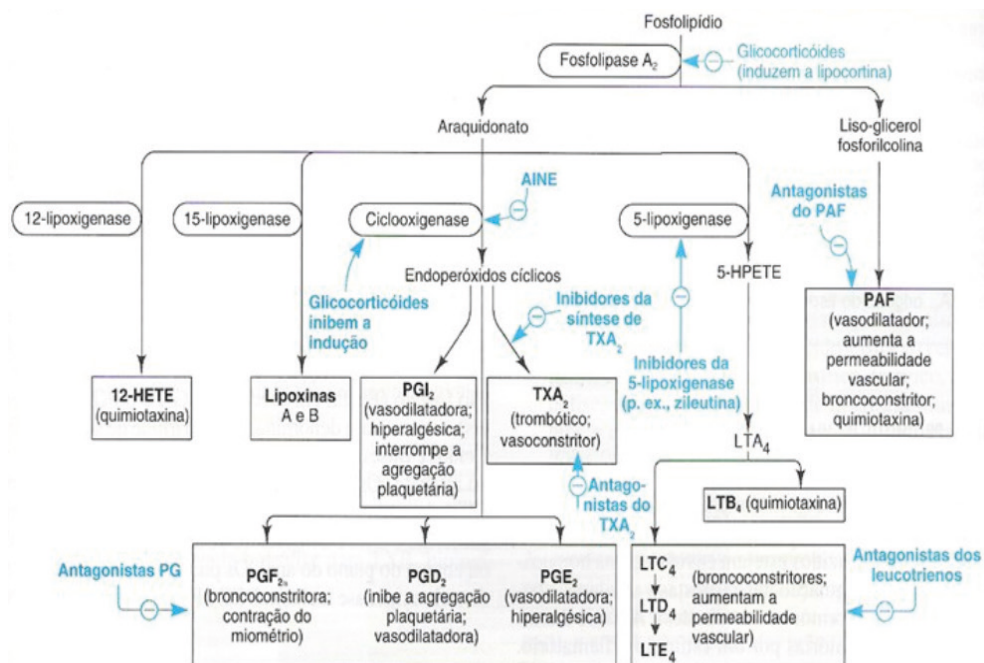 Fosfolipídio
Fosfolipase A₂
Glicocorticóides
(induzem a lipocortina)
Araquidonato
Liso-glicerol
fosforilcolina
12-lipoxigenase
15-lipoxigenase
Ciclooxigenase
AINE
5-lipoxigenase
Antagonistas
do PAF
Endoperóxidos cíclicos
5-HPETE
Glicocorticóides
inibem a
indução
Inibidores da
síntese de
TXA₂
Inibidores da
5-lipoxigenase
(p. ex., zileutina)
PAF
(vasodilatador;
aumenta a
permeabilidade
vascular;
broncoconstritor;
quimiotaxina)
12-HETE
(quimiotaxina)
Lipoxinas
A e B
PGI₂
(vasodilatadora;
hiperalgésica;
interrompe a
agregação
plaquetária)
TXA₂
(trombótico;
vasoconstritor)
LTA₄
Antago-
nistas do
TXA₂
LTB₄ (quimiotaxina)
Antagonistas PG
PGF₂α
(broncoconstritora;
contração do
miométrio)
PGD₂
(inibe a agregação
plaquetária;
vasodilatadora)
PGE₂
(vasodilatadora;
hiperalgésica)
LTC₄
LTD₄
LTE₄
(broncoconstritores;
aumentam a
permeabilidade
vascular)
Antagonistas dos
leucotrienos